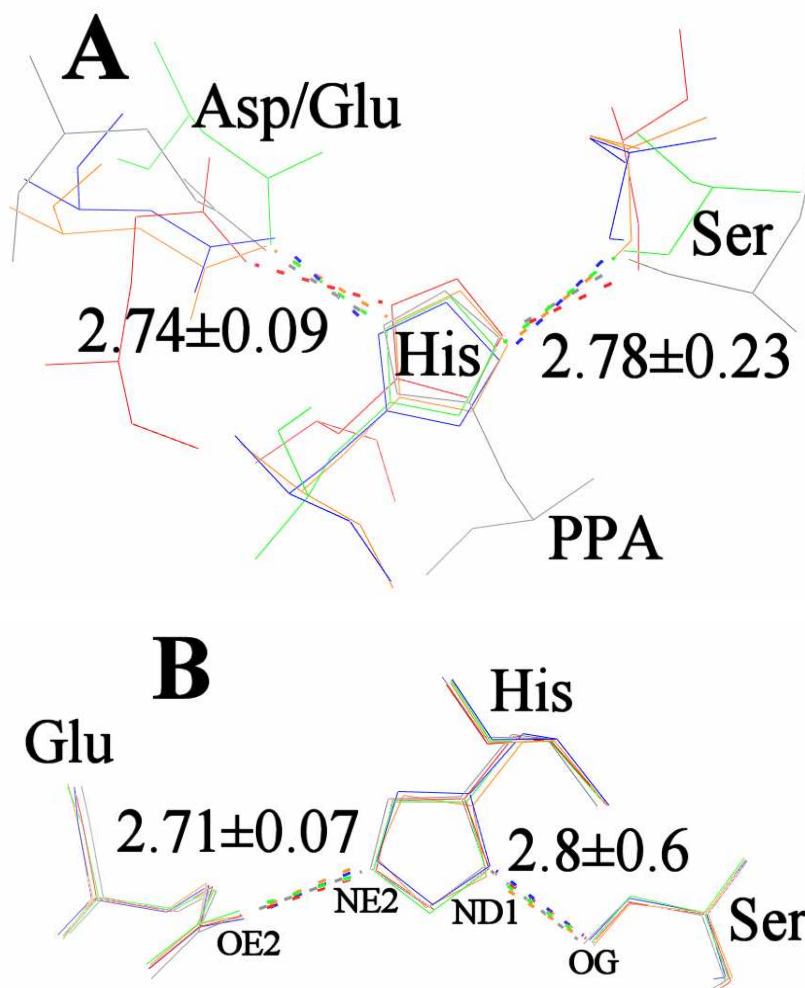 A
Asp/Glu
Ser
2.74±0.09
His
2.78±0.23
PPA
B
His
Glu
2.71±0.07
2.8±0.6
NE2
ND1
Ser
OE2
OG